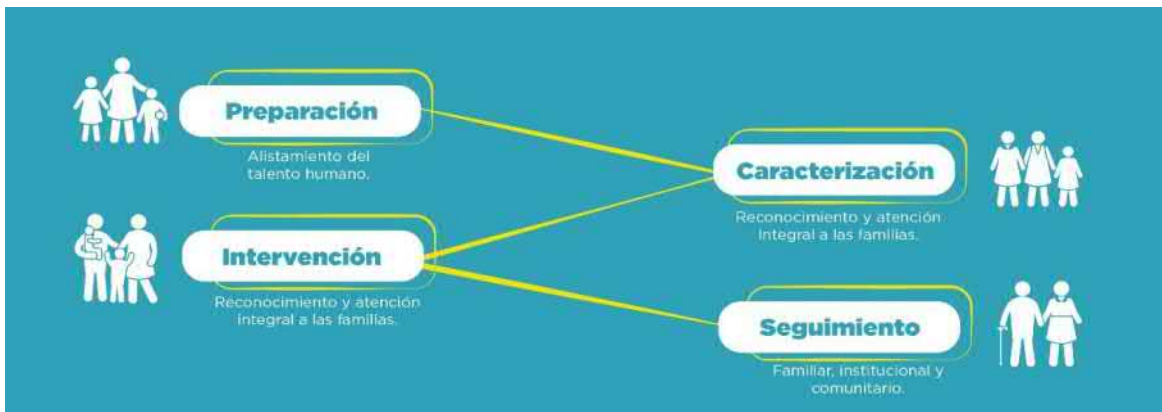 Preparación
Alistamiento del
talento humano.
Caracterización
Reconocimiento y atención
Integral a las familias.
Intervención
Reconocimiento y atención
integral a las familias.
Seguimiento
Familiar, institucional y
comunitario.